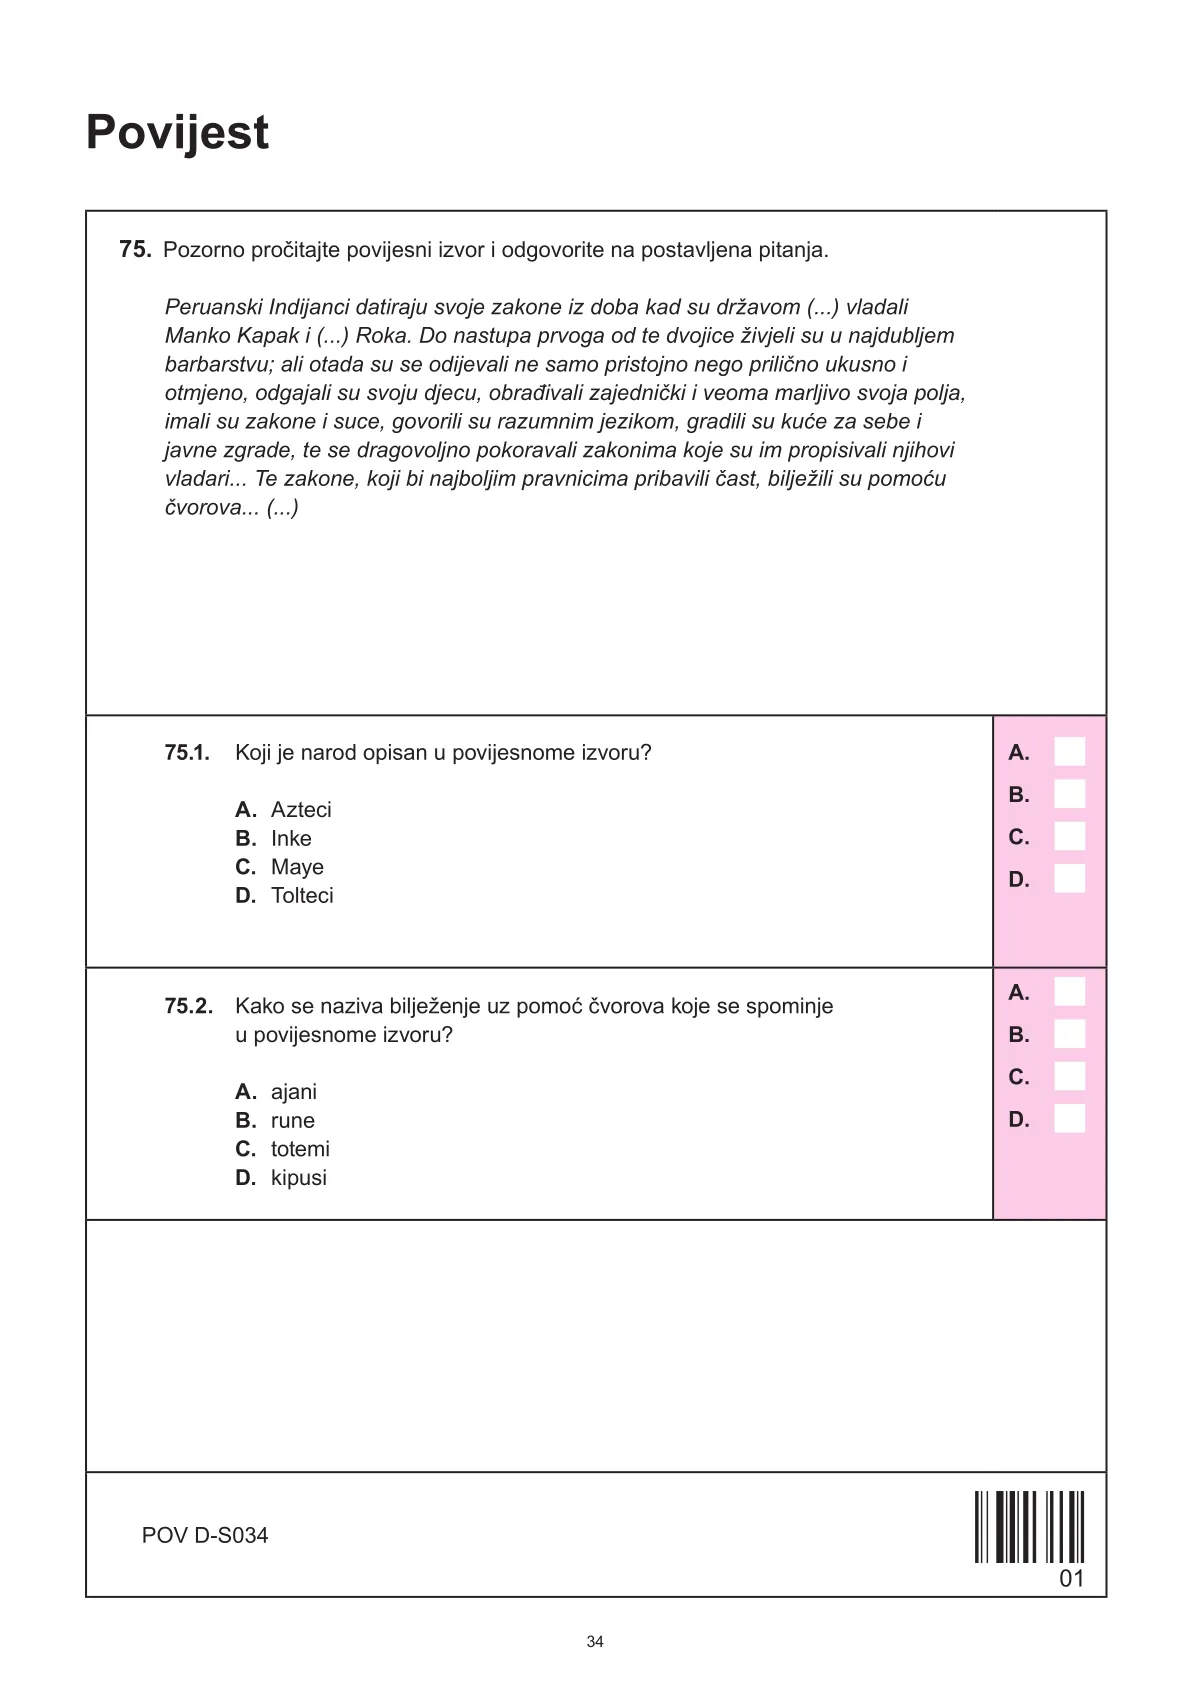 Povijest
75. Pozorno pročitajte povijesni izvor i odgovorite na postavljena pitanja.
Peruanski Indijanci datiraju svoje zakone iz doba kad su državom (...) vladali
Manko Kapak i (...) Roka. Do nastupa prvoga od te dvojice živjeli su u najdubljem
barbarstvu; ali otada su se odijevali ne samo pristojno nego prilično ukusno i
otmjeno, odgajali su svoju djecu, obrađivali zajednički i veoma marljivo svoja polja,
imali su zakone i suce, govorili su razumnim jezikom, gradili su kuće za sebe i
javne zgrade, te se dragovoljno pokoravali zakonima koje su im propisivali njihovi
vladari... Te zakone, koji bi najboljim pravnicima pribavili čast, bilježili su pomoću
čvorova... (...)
75.1. Koji je narod opisan u povijesnome izvoru?
A. Azteci
B. Inke
C. Maye
D. Tolteci
A.
B.
C.
D.
75.2. Kako se naziva bilježenje uz pomoć čvorova koje se spominje
u povijesnome izvoru?
A. ajani
B. rune
C. totemi
D. kipusi
A.
B.
C.
D.
POV D-S034
01
34